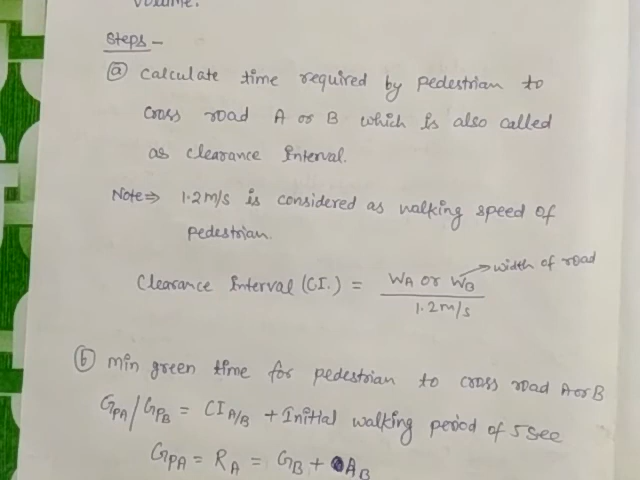 volume.
Steps -
(a) Calculate time required by pedestrian to
cross road A or B which is also called
as clearance Interval.
Note ⇒ 1.2 m/s is considered as walking speed of
pedestrian.
Clearance Interval (CI.) = WA or WB → width of road
1.2 m/s
(b) Min green time for pedestrian to cross road A or B
GPA / GPB = CI A/B + Initial walking period of 5 sec
GPA = RA = GB + AB